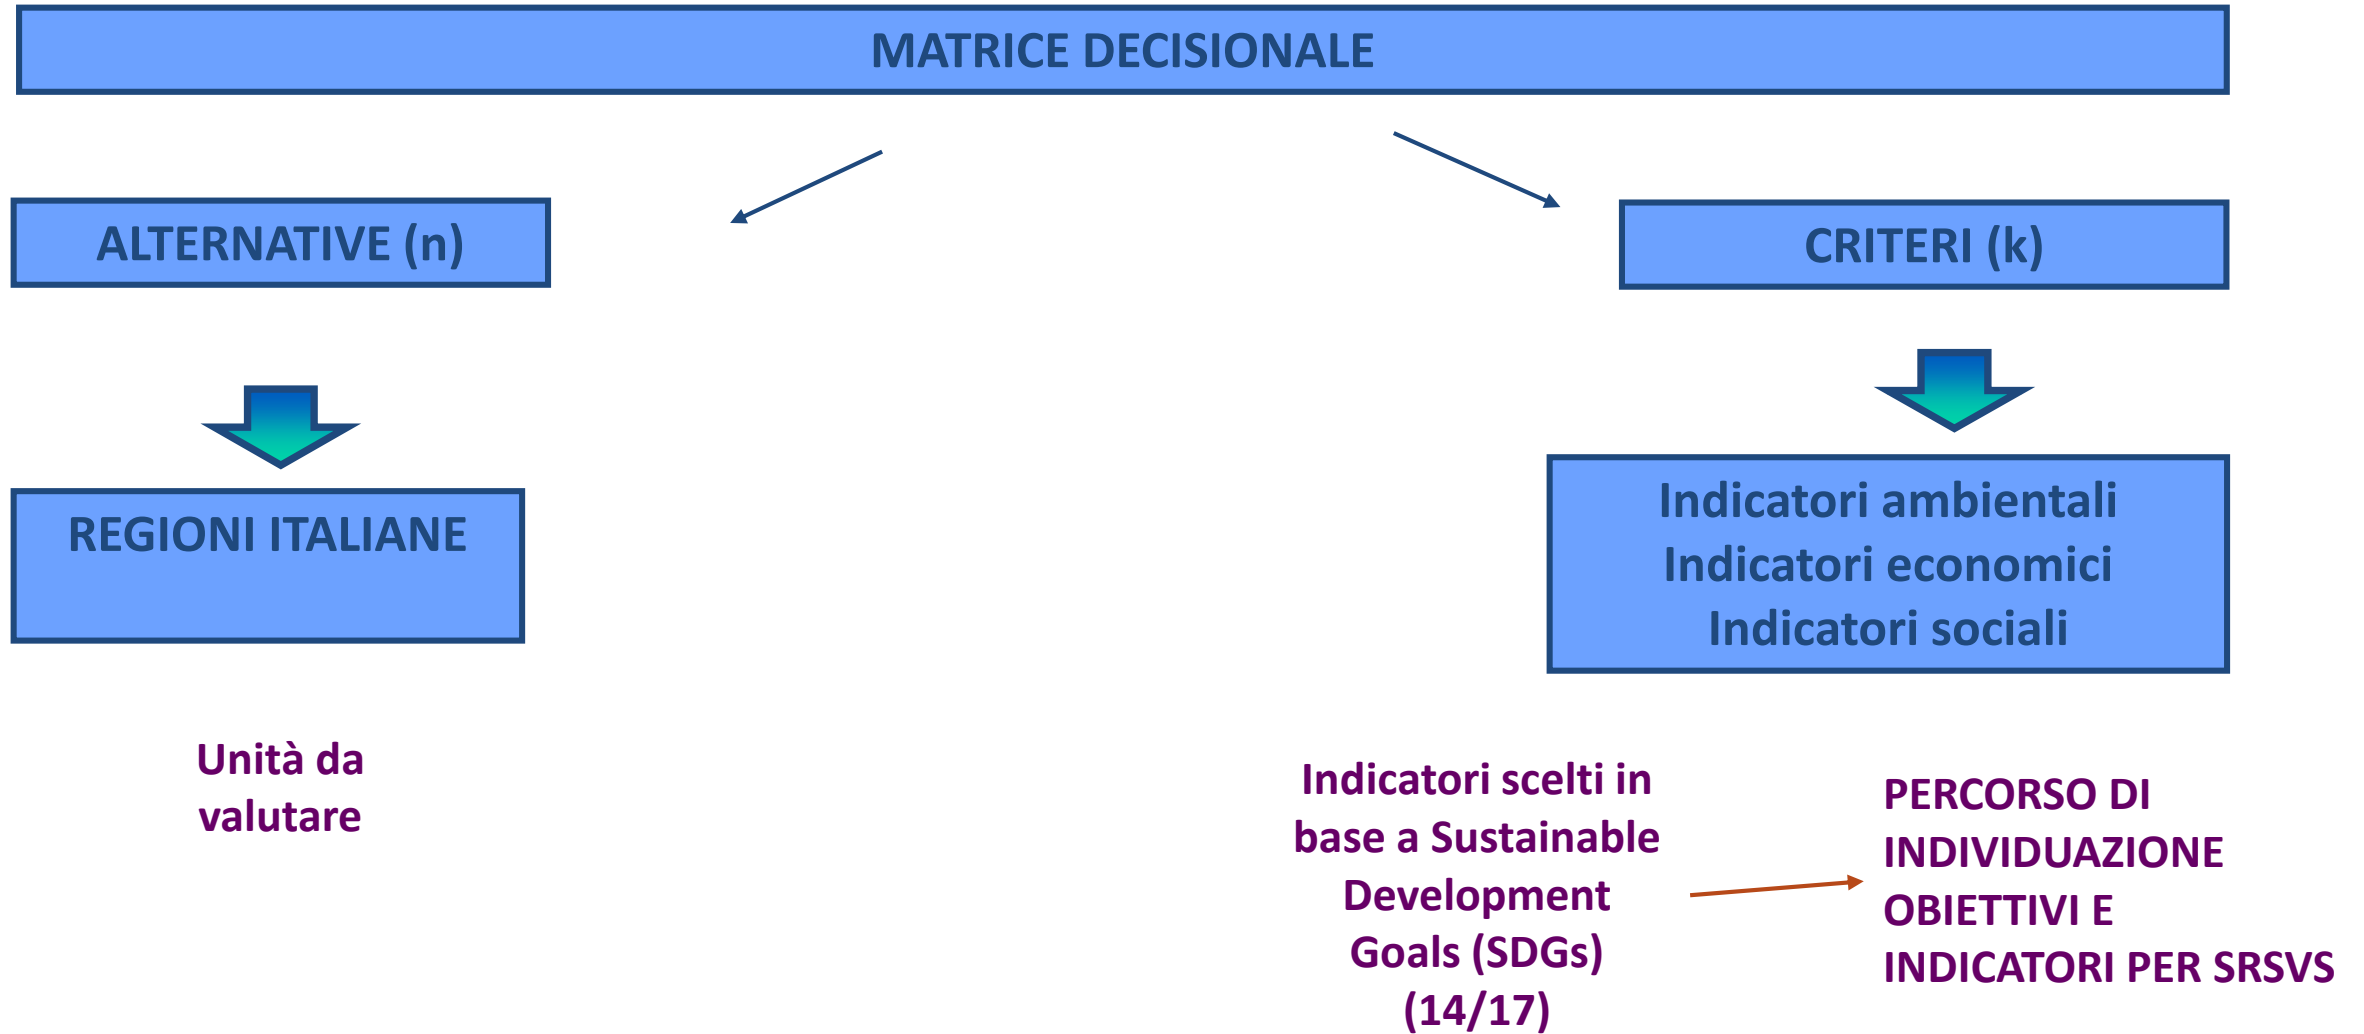 MATRICE DECISIONALE
ALTERNATIVE (n)
CRITERI (k)
REGIONI ITALIANE
Indicatori ambientali
Indicatori economici
Indicatori sociali
Unità da
valutare
Indicatori scelti in
base a Sustainable
Development
Goals (SDGs)
(14/17)
PERCORSO DI
INDIVIDUAZIONE
OBIETTIVI E
INDICATORI PER SRSVS